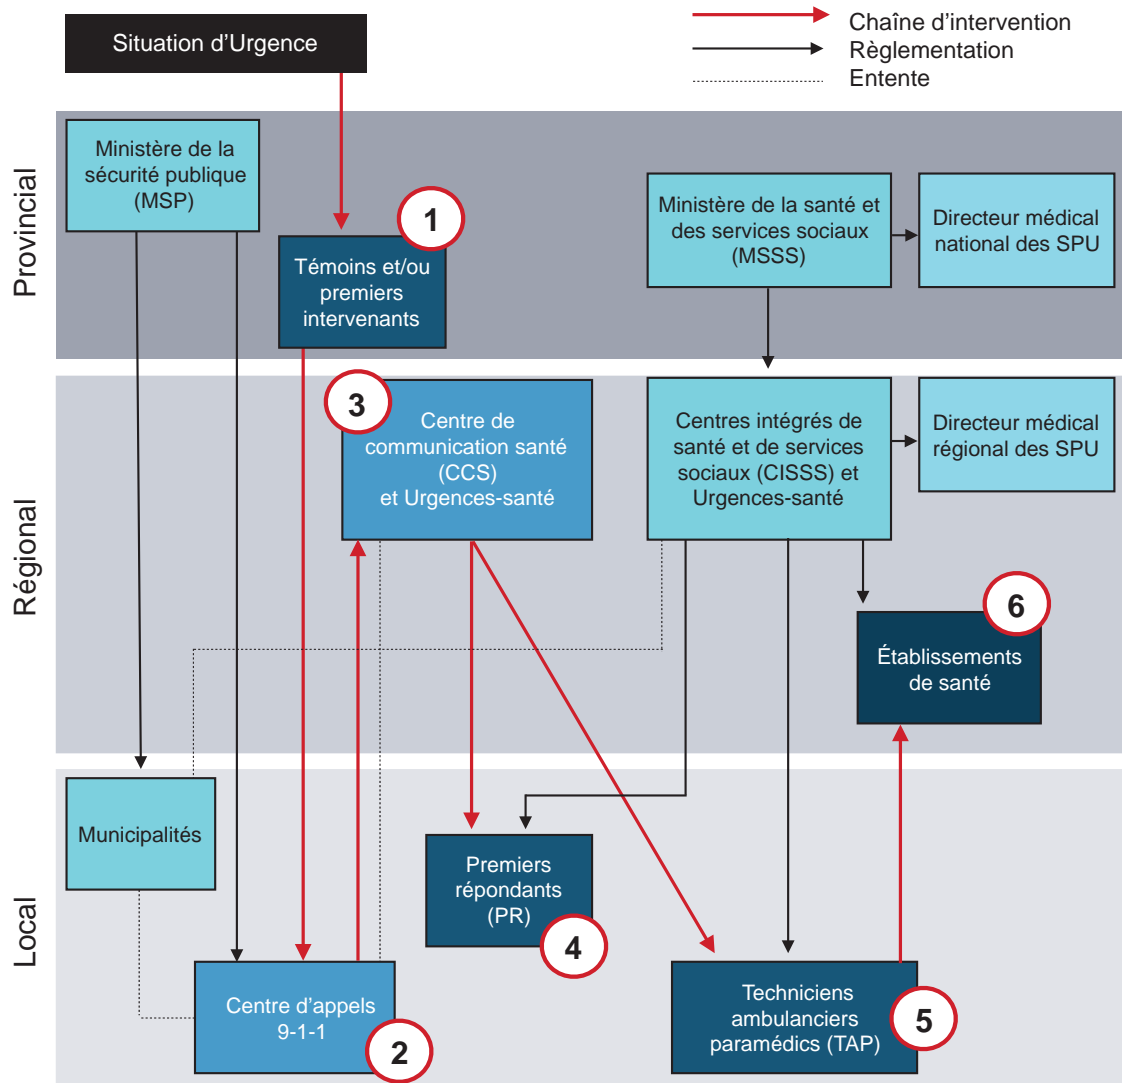 Situation d'Urgence
Chaîne d'intervention
Règlementation
Entente
Provincial
Ministère de la
sécurité publique
(MSP)
1
Témoins et/ou
premiers
intervenants
Ministère de la santé et
des services sociaux
(MSSS)
Directeur médical
national des SPU
Régional
3
Centre de
communication santé
(CCS)
et Urgences-santé
Centres intégrés de
santé et de services
sociaux (CISSS) et
Urgences-santé
Directeur médical
régional des SPU
6
Établissements
de santé
Local
Municipalités
Premiers
répondants
(PR)
4
Centre d'appels
9-1-1
2
Techniciens
ambulanciers
paramédics (TAP)
5